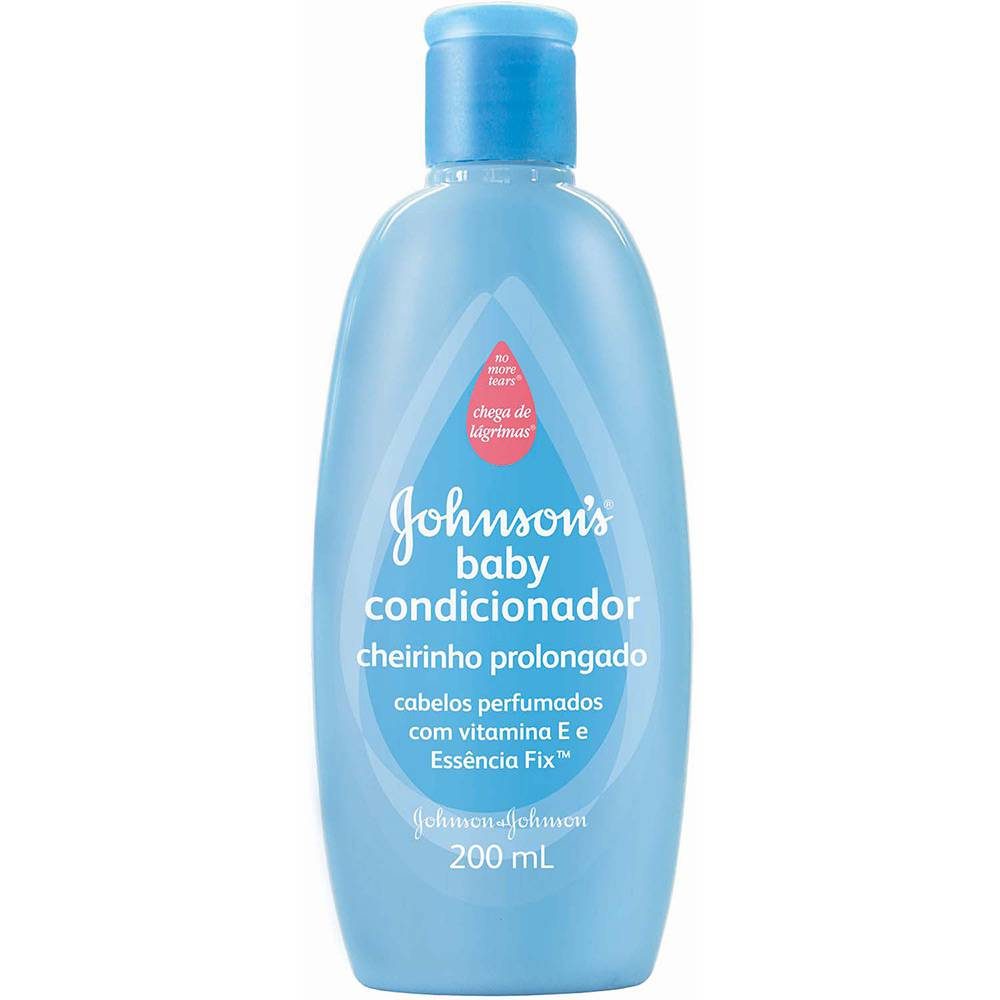 no
more
tears®
chega de
lágrimas®
Johnson's®
baby
condicionador
cheirinho prolongado
cabelos perfumados
com vitamina E e
Essência Fix™
Johnson & Johnson
200 mL